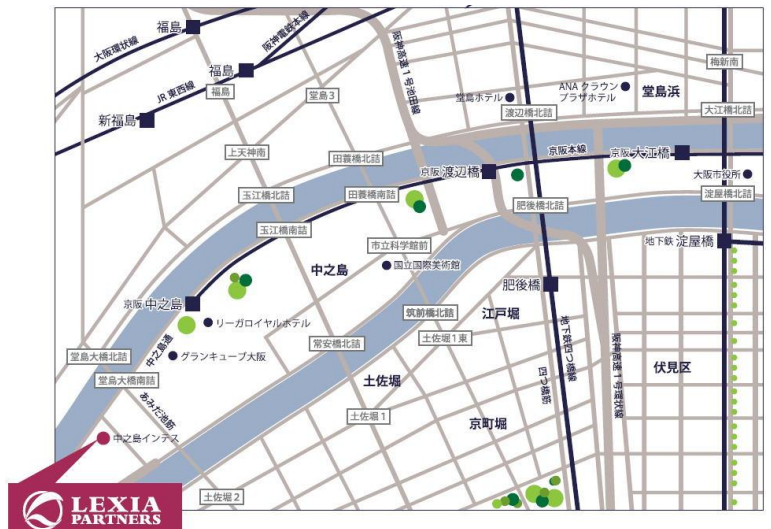 福島
大阪環状線
阪神電鉄本線
福島
JR 東西線
福島
新福島
堂島3
阪神高速1号池田線
堂島ホテル
ANA クラウン
プラザホテル
堂島浜
梅新南
渡辺橋北詰
大江橋北詰
上天神南
田蓑橋北詰
京阪 渡辺橋
京阪本線
京阪 大江橋
大阪市役所
玉江橋北詰
田蓑橋南詰
肥後橋北詰
淀屋橋北詰
玉江橋南詰
市立科学館前
地下鉄 淀屋橋
中之島
国立国際美術館
肥後橋
京阪 中之島
リーガロイヤルホテル
筑前橋北詰
江戸堀
中之島通
常安橋北詰
土佐堀1東
地下鉄四つ橋線
四つ橋筋
阪神高速1号環状線
堂島大橋北詰
グランキューブ大阪
堂島大橋南詰
土佐堀
伏見区
あみだ池筋
土佐堀1
京町堀
中之島インテス
土佐堀2
LEXIA
PARTNERS